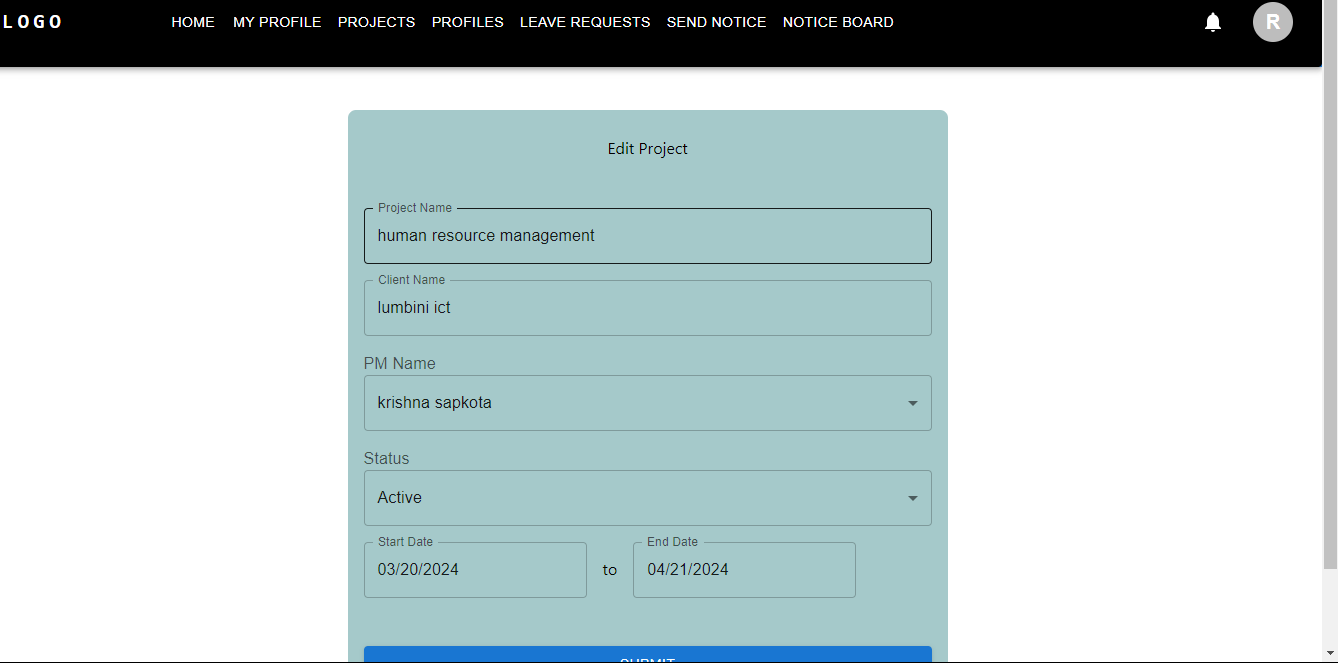 LOGO HOME MY PROFILE PROJECTS PROFILES LEAVE REQUESTS SEND NOTICE NOTICE BOARD R
Edit Project
Project Name
human resource management
Client Name
lumbini ict
PM Name
krishna sapkota
Status
Active
Start Date End Date
03/20/2024 to 04/21/2024
SUBMIT